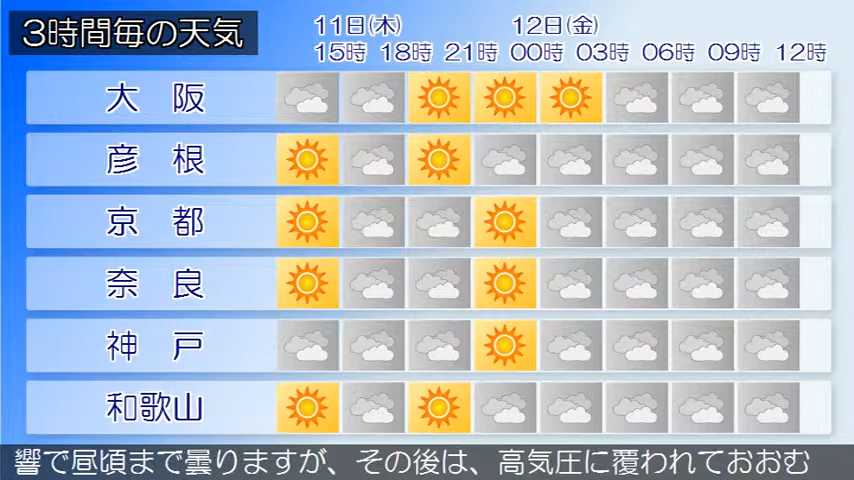 3時間毎の天気
11日(木) 12日(金)
15時 18時 21時 00時 03時 06時 09時 12時
大 阪
彦 根
京 都
奈 良
神 戸
和歌山
響で昼頃まで曇りますが、その後は、高気圧に覆われておおむ